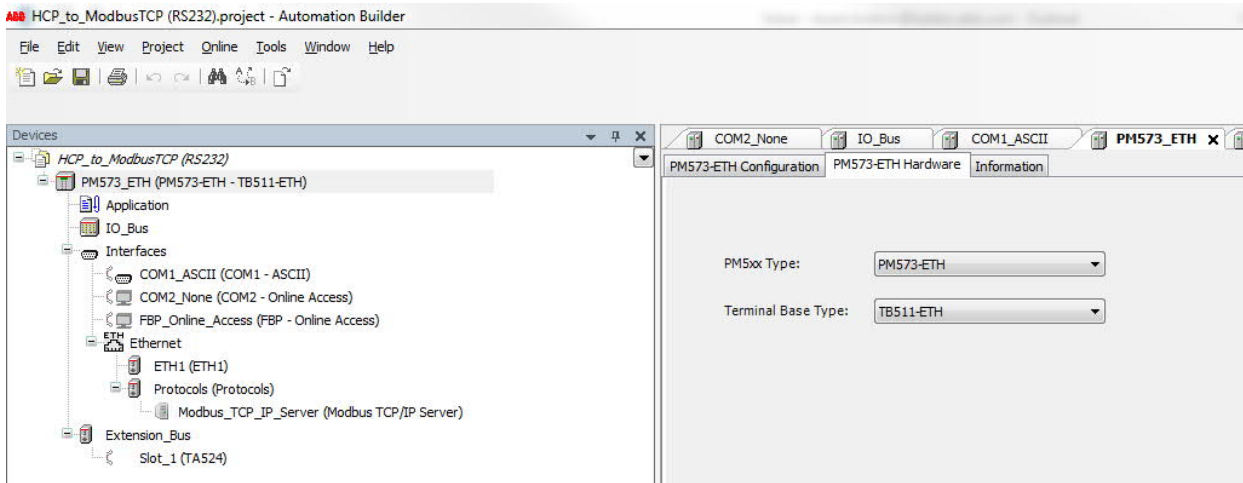 ABB HCP_to_ModbusTCP (RS232).project - Automation Builder
File Edit View Project Online Tools Window Help
Devices
HCP_to_ModbusTCP (RS232)
PM573_ETH (PM573-ETH - TB511-ETH)
Application
IO_Bus
Interfaces
COM1_ASCII (COM1 - ASCII)
COM2_None (COM2 - Online Access)
FBP_Online_Access (FBP - Online Access)
ETH Ethernet
ETH1 (ETH1)
Protocols (Protocols)
Modbus_TCP_IP_Server (Modbus TCP/IP Server)
Extension_Bus
Slot_1 (TA524)
COM2_None IO_Bus COM1_ASCII PM573_ETH
PM573-ETH Configuration PM573-ETH Hardware Information
PM5xx Type: PM573-ETH
Terminal Base Type: TB511-ETH